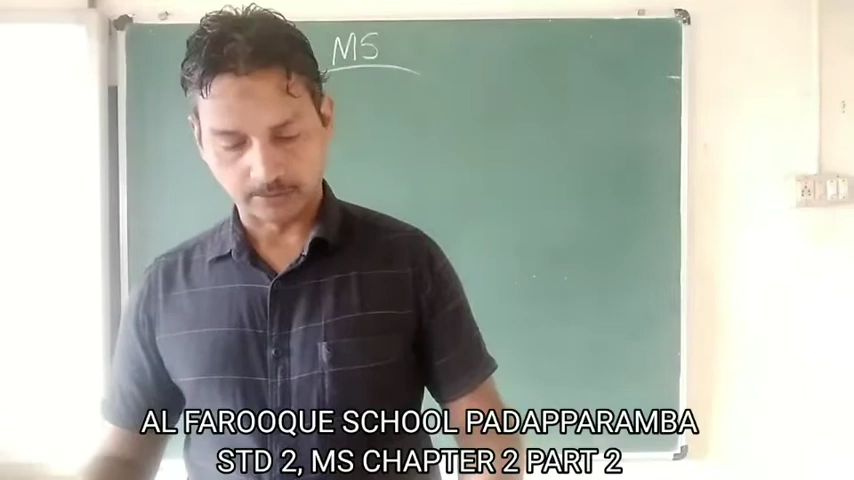 MS
AL FAROOQUE SCHOOL PADAPPARAMBA
STD 2, MS CHAPTER 2 PART 2